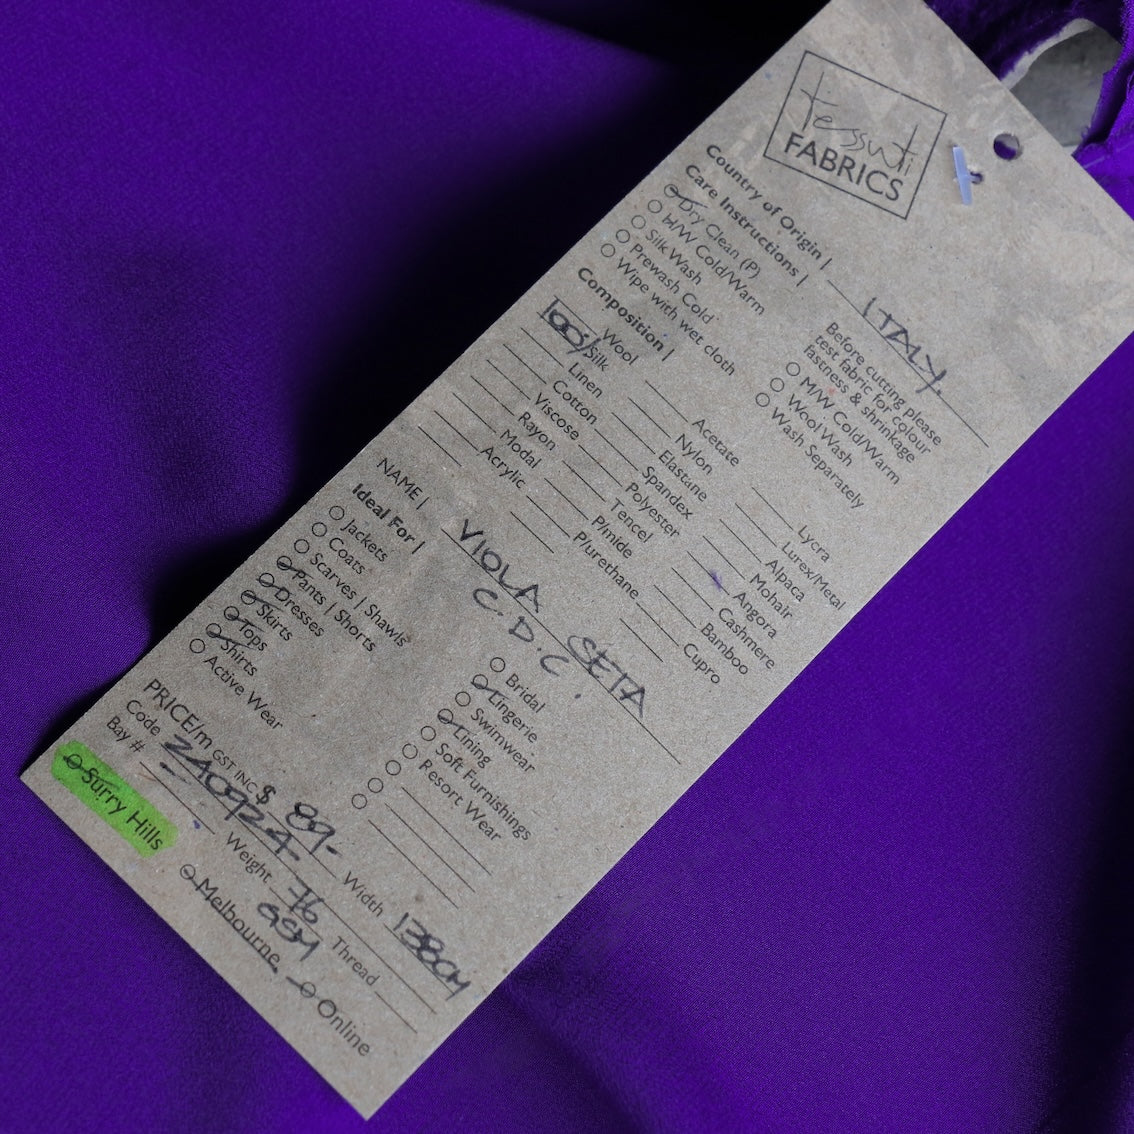 tessuti
FABRICS
Country of Origin | ITALY.
Care Instructions |
Dry Clean (P)
H/W Cold/Warm
Silk Wash
Prewash Cold
Wipe with wet cloth
Before cutting please
test fabric for colour
fastness & shrinkage
M/W Cold/Warm
Wool Wash
Wash Separately
Composition |
Wool
100% Silk
Linen
Cotton
Viscose
Rayon
Modal
Acrylic
Acetate
Nylon
Elastane
Spandex
Polyester
Tencel
P/mide
P/urethane
Lycra
Lurex/Metal
Alpaca
Mohair
Angora
Cashmere
Bamboo
Cupro
NAME | VIOLA SETA
C.D.C.
Ideal For |
Jackets
Coats
Scarves | Shawls
Pants | Shorts
Dresses
Skirts
Tops
Shirts
Active Wear
Bridal
Lingerie
Swimwear
Lining
Soft Furnishings
Resort Wear
PRICE/m GST INC $ 89- Width 138CM
Code 240924- Weight 76 GSM Thread
Bay #
Surry Hills
Melbourne
Online